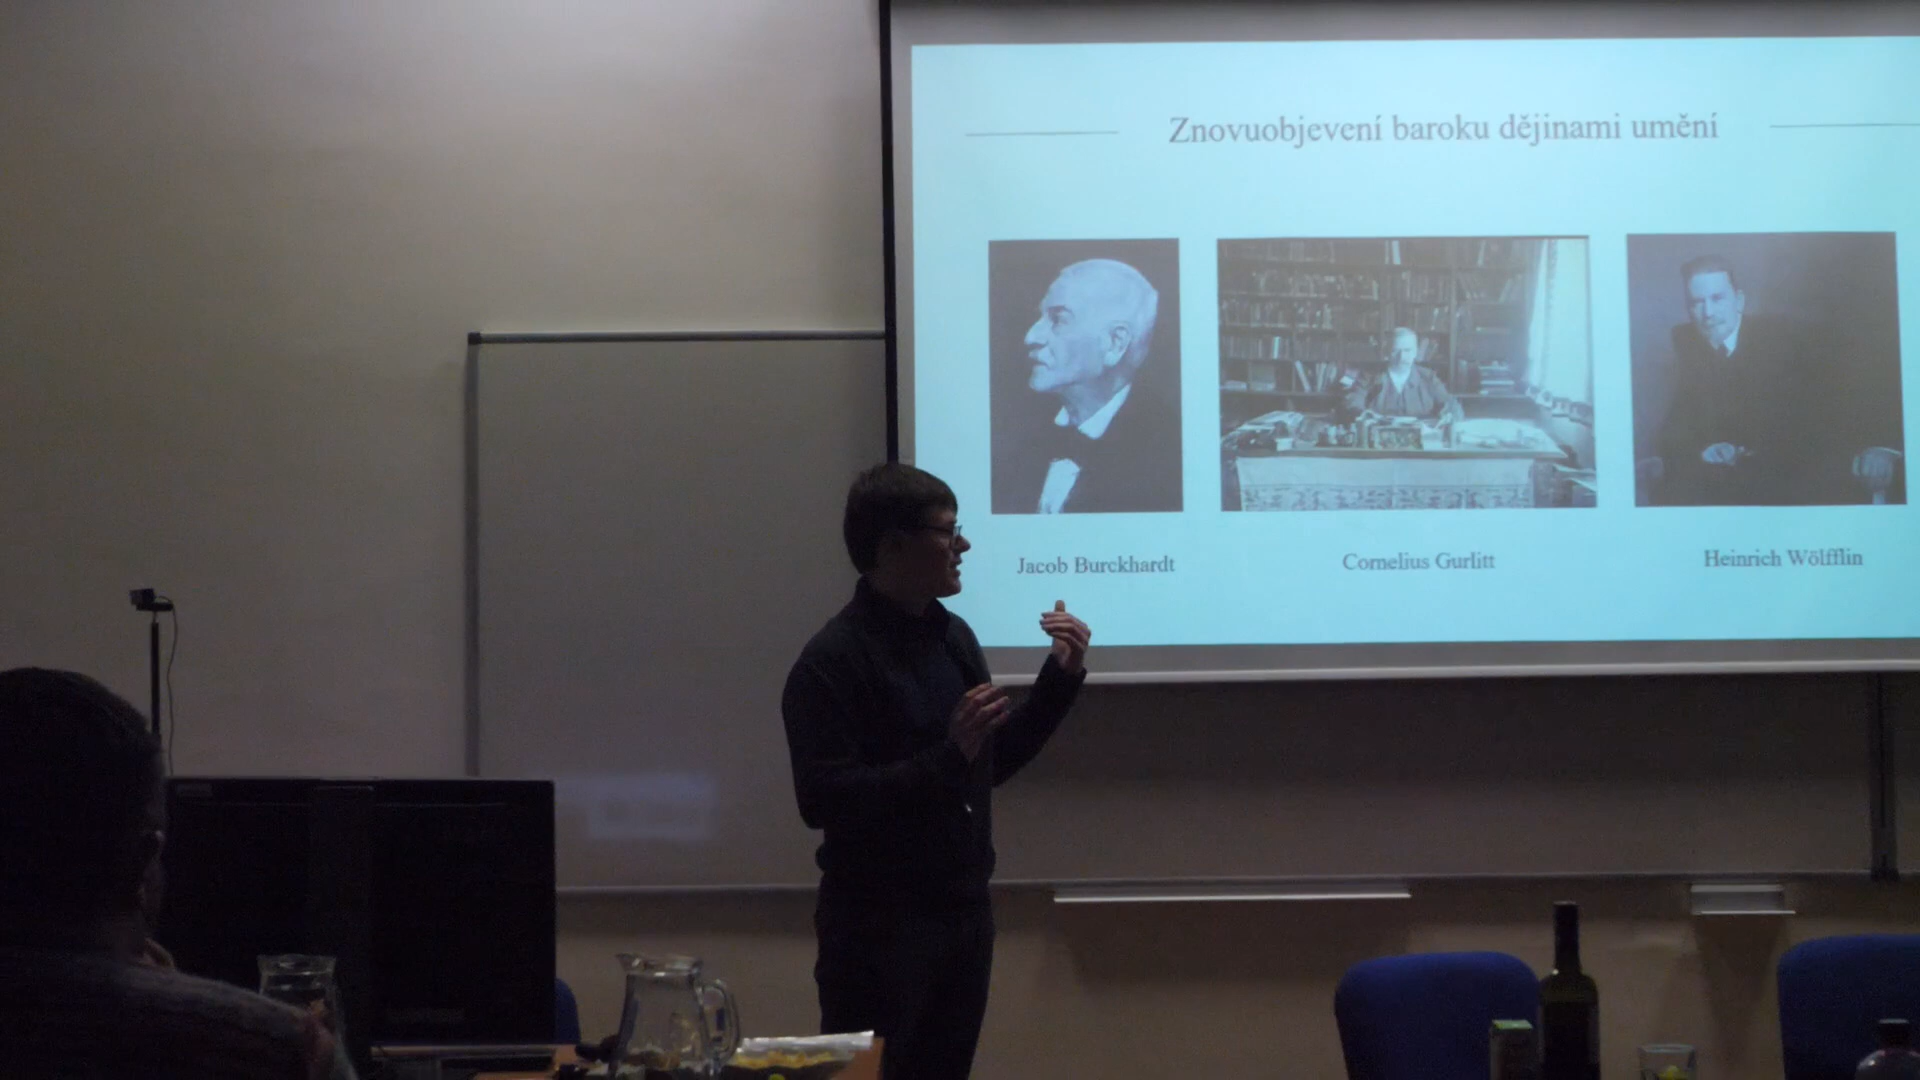 Znovuobjevení baroku dějinami umění
Jacob Burckhardt
Cornelius Gurlitt
Heinrich Wölfflin